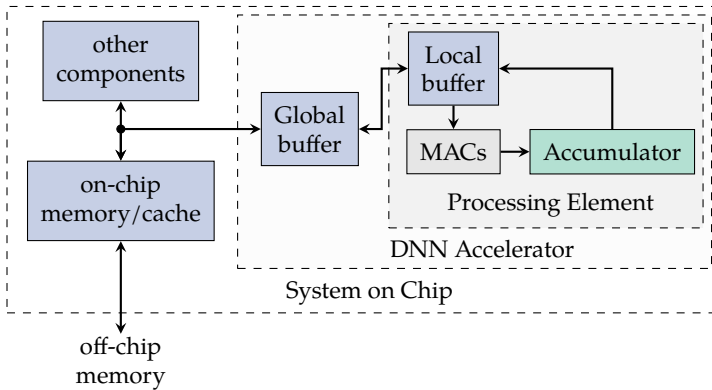 other
components
Global
buffer
Local
buffer
MACs
Accumulator
Processing Element
on-chip
memory/cache
DNN Accelerator
System on Chip
off-chip
memory